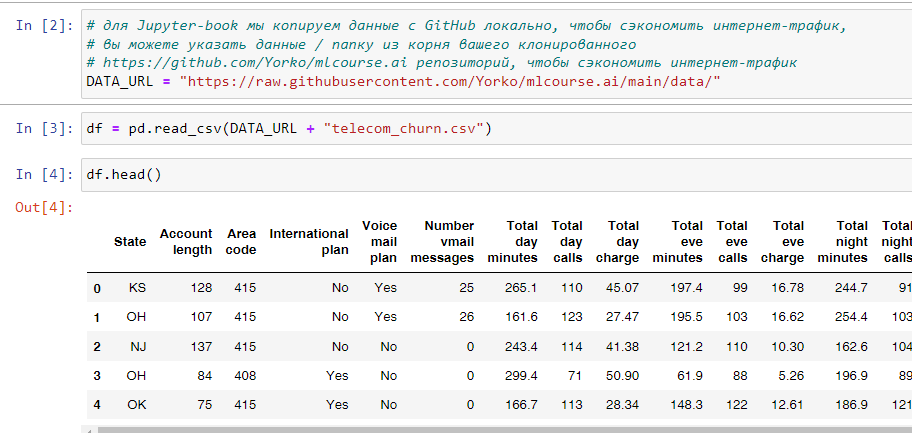 In [2]: # для Jupyter-book мы копируем данные с GitHub локально, чтобы сэкономить интернет-трафик,
# вы можете указать данные / папку из корня вашего клонированного
# https://github.com/Yorko/mlcourse.ai репозиторий, чтобы сэкономить интернет-трафик
DATA_URL = "https://raw.githubusercontent.com/Yorko/mlcourse.ai/main/data/"
In [3]: df = pd.read_csv(DATA_URL + "telecom_churn.csv")
In [4]: df.head()
Out[4]:
State Account length Area code International plan Voice mail plan Number vmail messages Total day minutes Total day calls Total day charge Total eve minutes Total eve calls Total eve charge Total night minutes Total night calls
0 KS 128 415 No Yes 25 265.1 110 45.07 197.4 99 16.78 244.7 91
1 OH 107 415 No Yes 26 161.6 123 27.47 195.5 103 16.62 254.4 103
2 NJ 137 415 No No 0 243.4 114 41.38 121.2 110 10.30 162.6 104
3 OH 84 408 Yes No 0 299.4 71 50.90 61.9 88 5.26 196.9 89
4 OK 75 415 Yes No 0 166.7 113 28.34 148.3 122 12.61 186.9 121